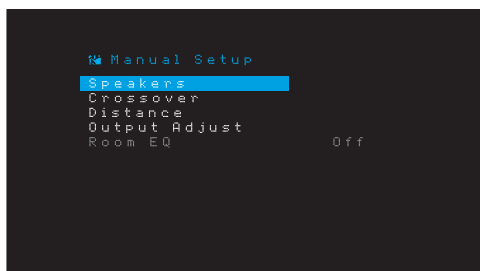 Manual Setup
Speakers
Crossover
Distance
Output Adjust
Room EQ Off